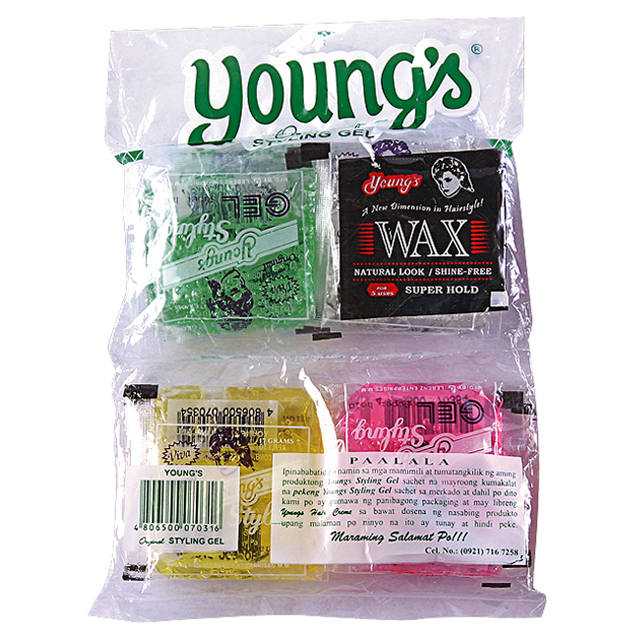 young's ®
STYLING GEL
GEL
Styling
Young's
Viva
Young's
A New Dimension in Hairstyle!
WAX
NATURAL LOOK / SHINE-FREE
FOR 5 USES SUPER HOLD
GEL
Styling
4806500070354
GRAMS
Viva
YOUNG'S
4 806500 070316
Original STYLING GEL
PAALALA
Ipinababatid namin sa mga mamimili at tumatangkilik ng aming
produktong Youngs Styling Gel sachet na mayroong kumakalat
na pekeng Youngs Styling Gel sachet sa merkado at dahil po dito
kami po ay gumawa ng panibagong packaging at may libreng
Youngs Hair Creme sa bawat dosena ng nasabing produkto
upang malaman po ninyo na ito ay tunay at hindi peke.
Maraming Salamat Po!!!
Cel. No.: (0921) 716 7258